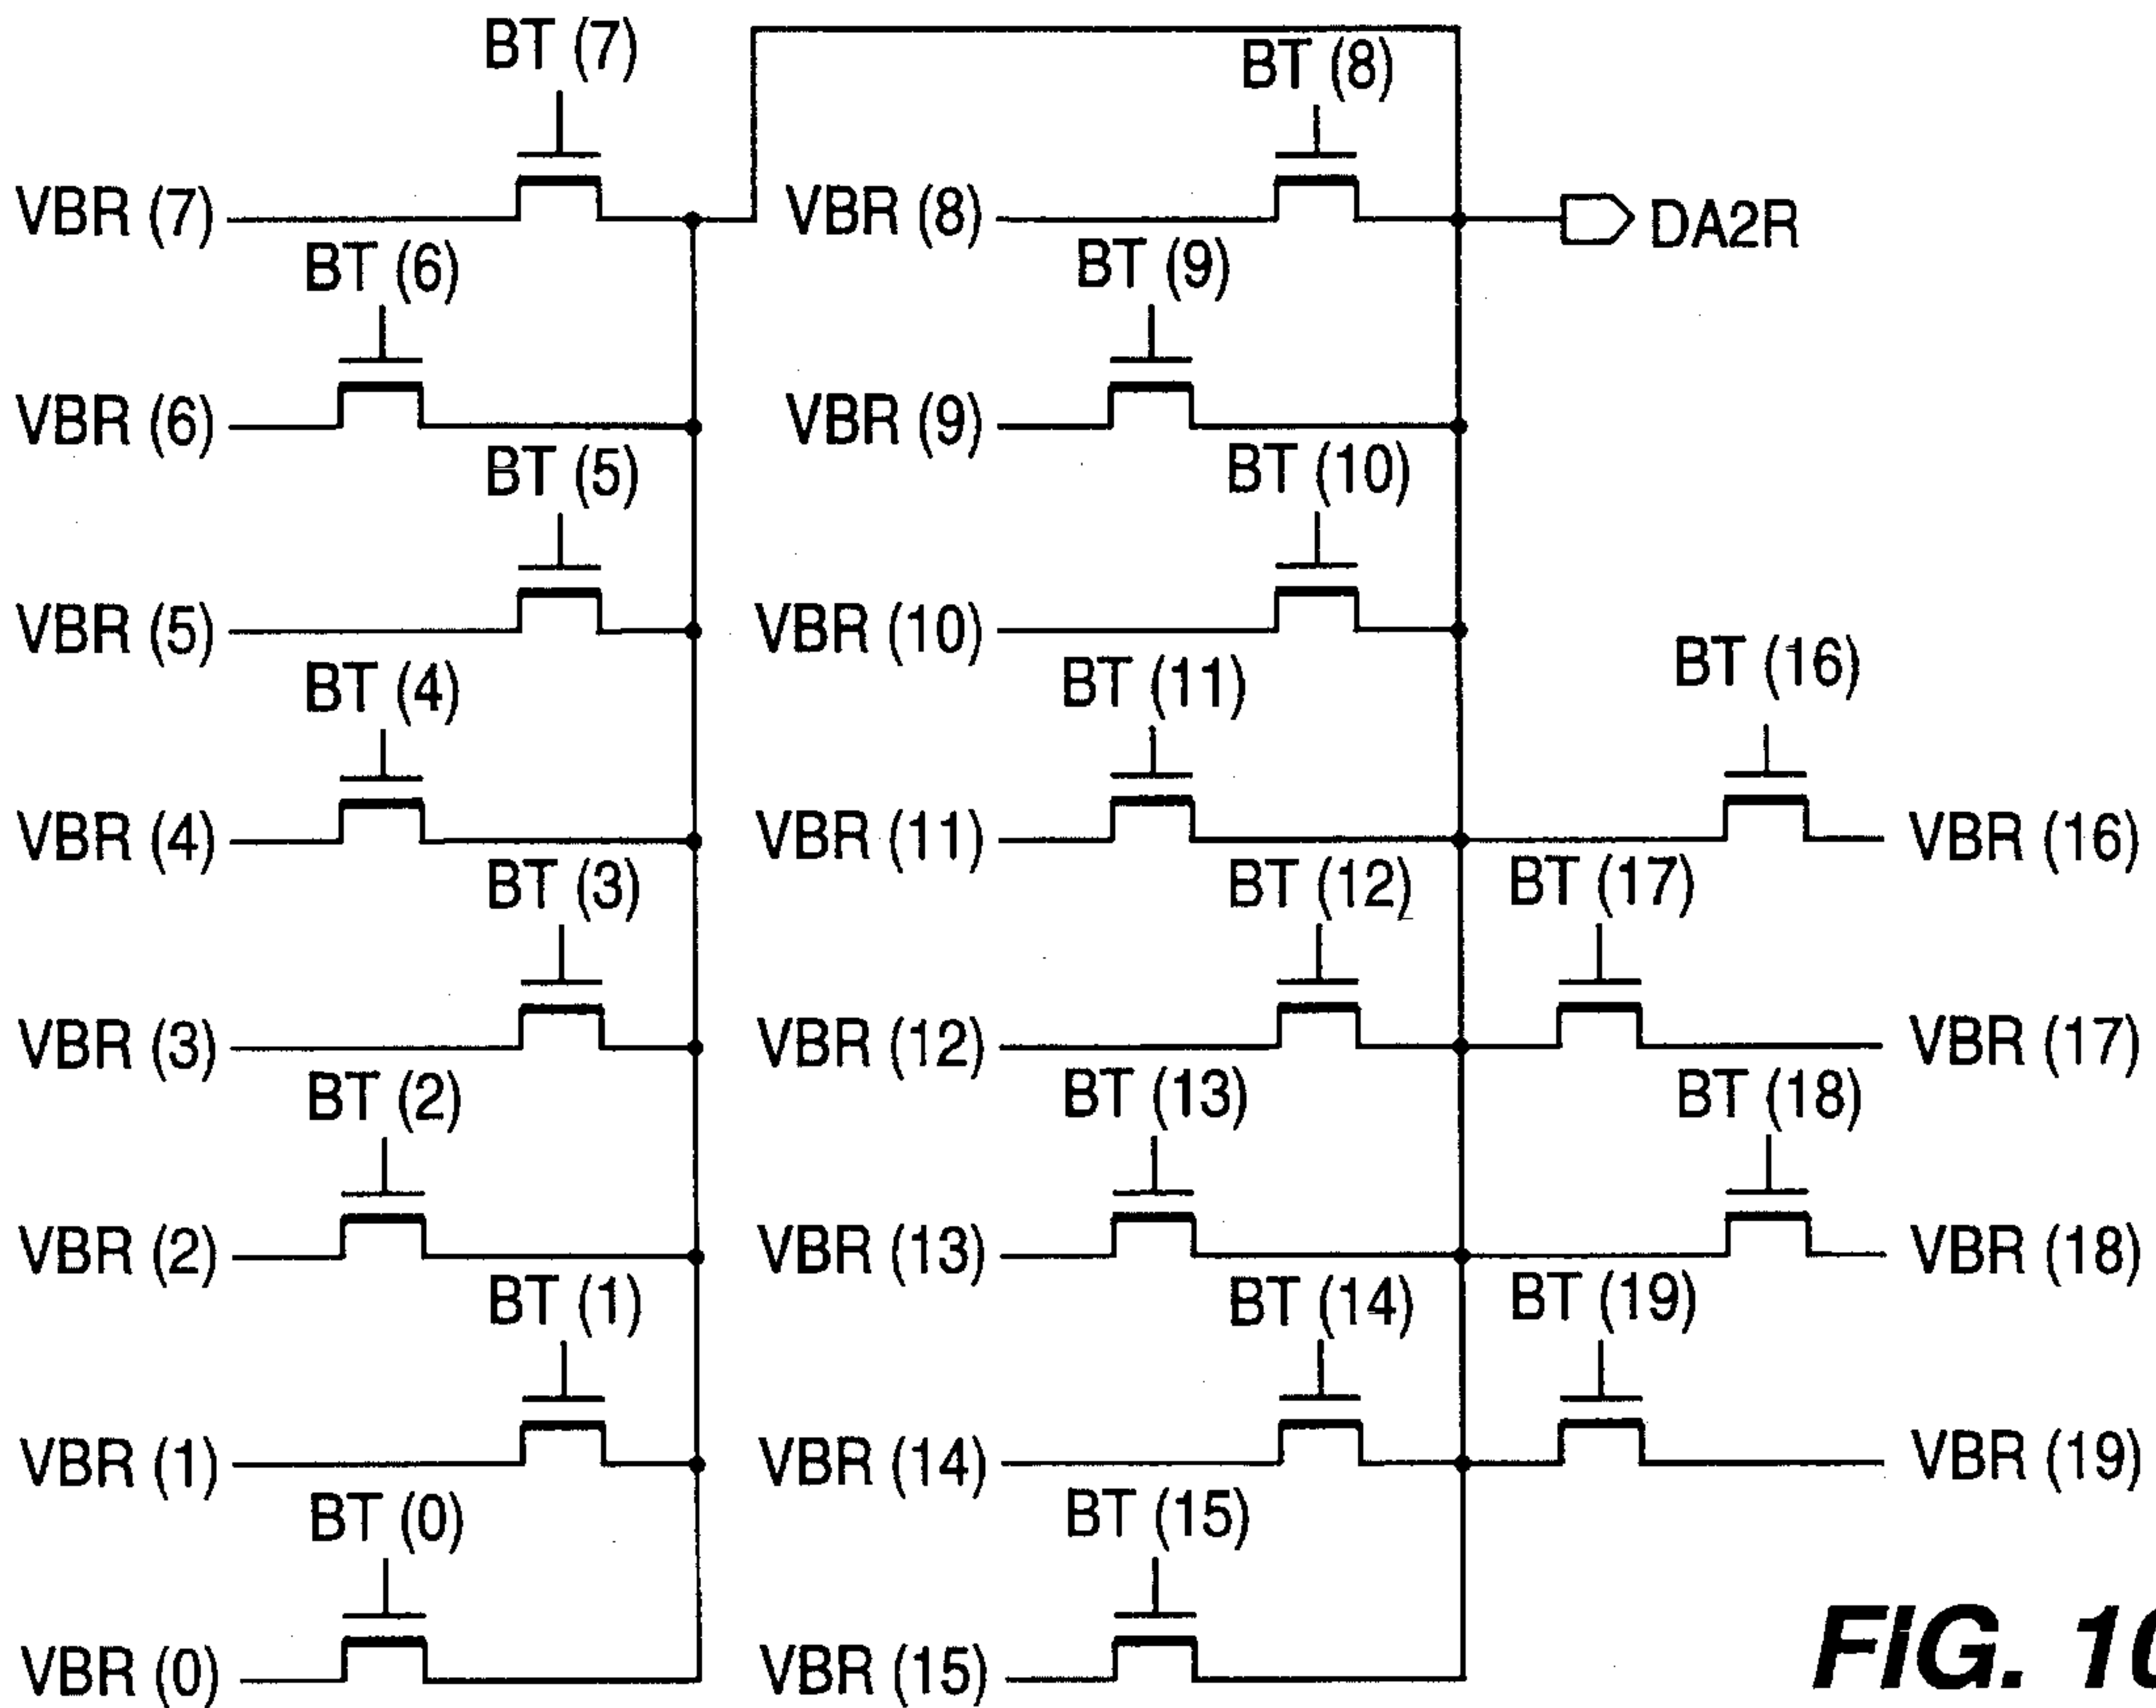 BT (7)
BT (8)
VBR (7)
VBR (8)
DA2R
BT (6)
BT (9)
VBR (6)
VBR (9)
BT (5)
BT (10)
VBR (5)
VBR (10)
BT (4)
BT (11)
BT (16)
VBR (4)
VBR (11)
VBR (16)
BT (3)
BT (12)
BT (17)
VBR (3)
VBR (12)
VBR (17)
BT (2)
BT (13)
BT (18)
VBR (2)
VBR (13)
VBR (18)
BT (1)
BT (14)
BT (19)
VBR (1)
VBR (14)
VBR (19)
BT (0)
BT (15)
VBR (0)
VBR (15)
FIG.